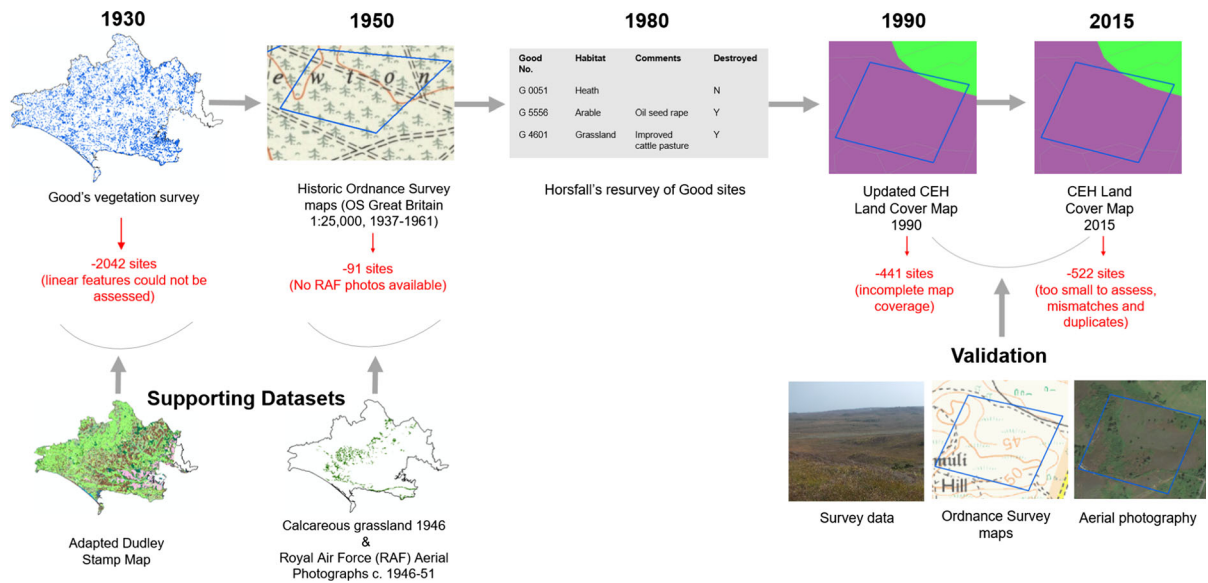 1930
1950
1980
1990
2015
e w t o n
Good No. Habitat Comments Destroyed
G 0051 Heath N
G 5556 Arable Oil seed rape Y
G 4601 Grassland Improved cattle pasture Y
Good's vegetation survey
Historic Ordnance Survey
maps (OS Great Britain
1:25,000, 1937-1961)
Horsfall's resurvey of Good sites
Updated CEH
Land Cover Map
1990
CEH Land
Cover Map
2015
-2042 sites
(linear features could not be
assessed)
-91 sites
(No RAF photos available)
-441 sites
(incomplete map
coverage)
-522 sites
(too small to assess,
mismatches and
duplicates)
Supporting Datasets
Validation
45
50
muli
Hill
Adapted Dudley
Stamp Map
Calcareous grassland 1946
&
Royal Air Force (RAF) Aerial
Photographs c. 1946-51
Survey data
Ordnance Survey
maps
Aerial photography